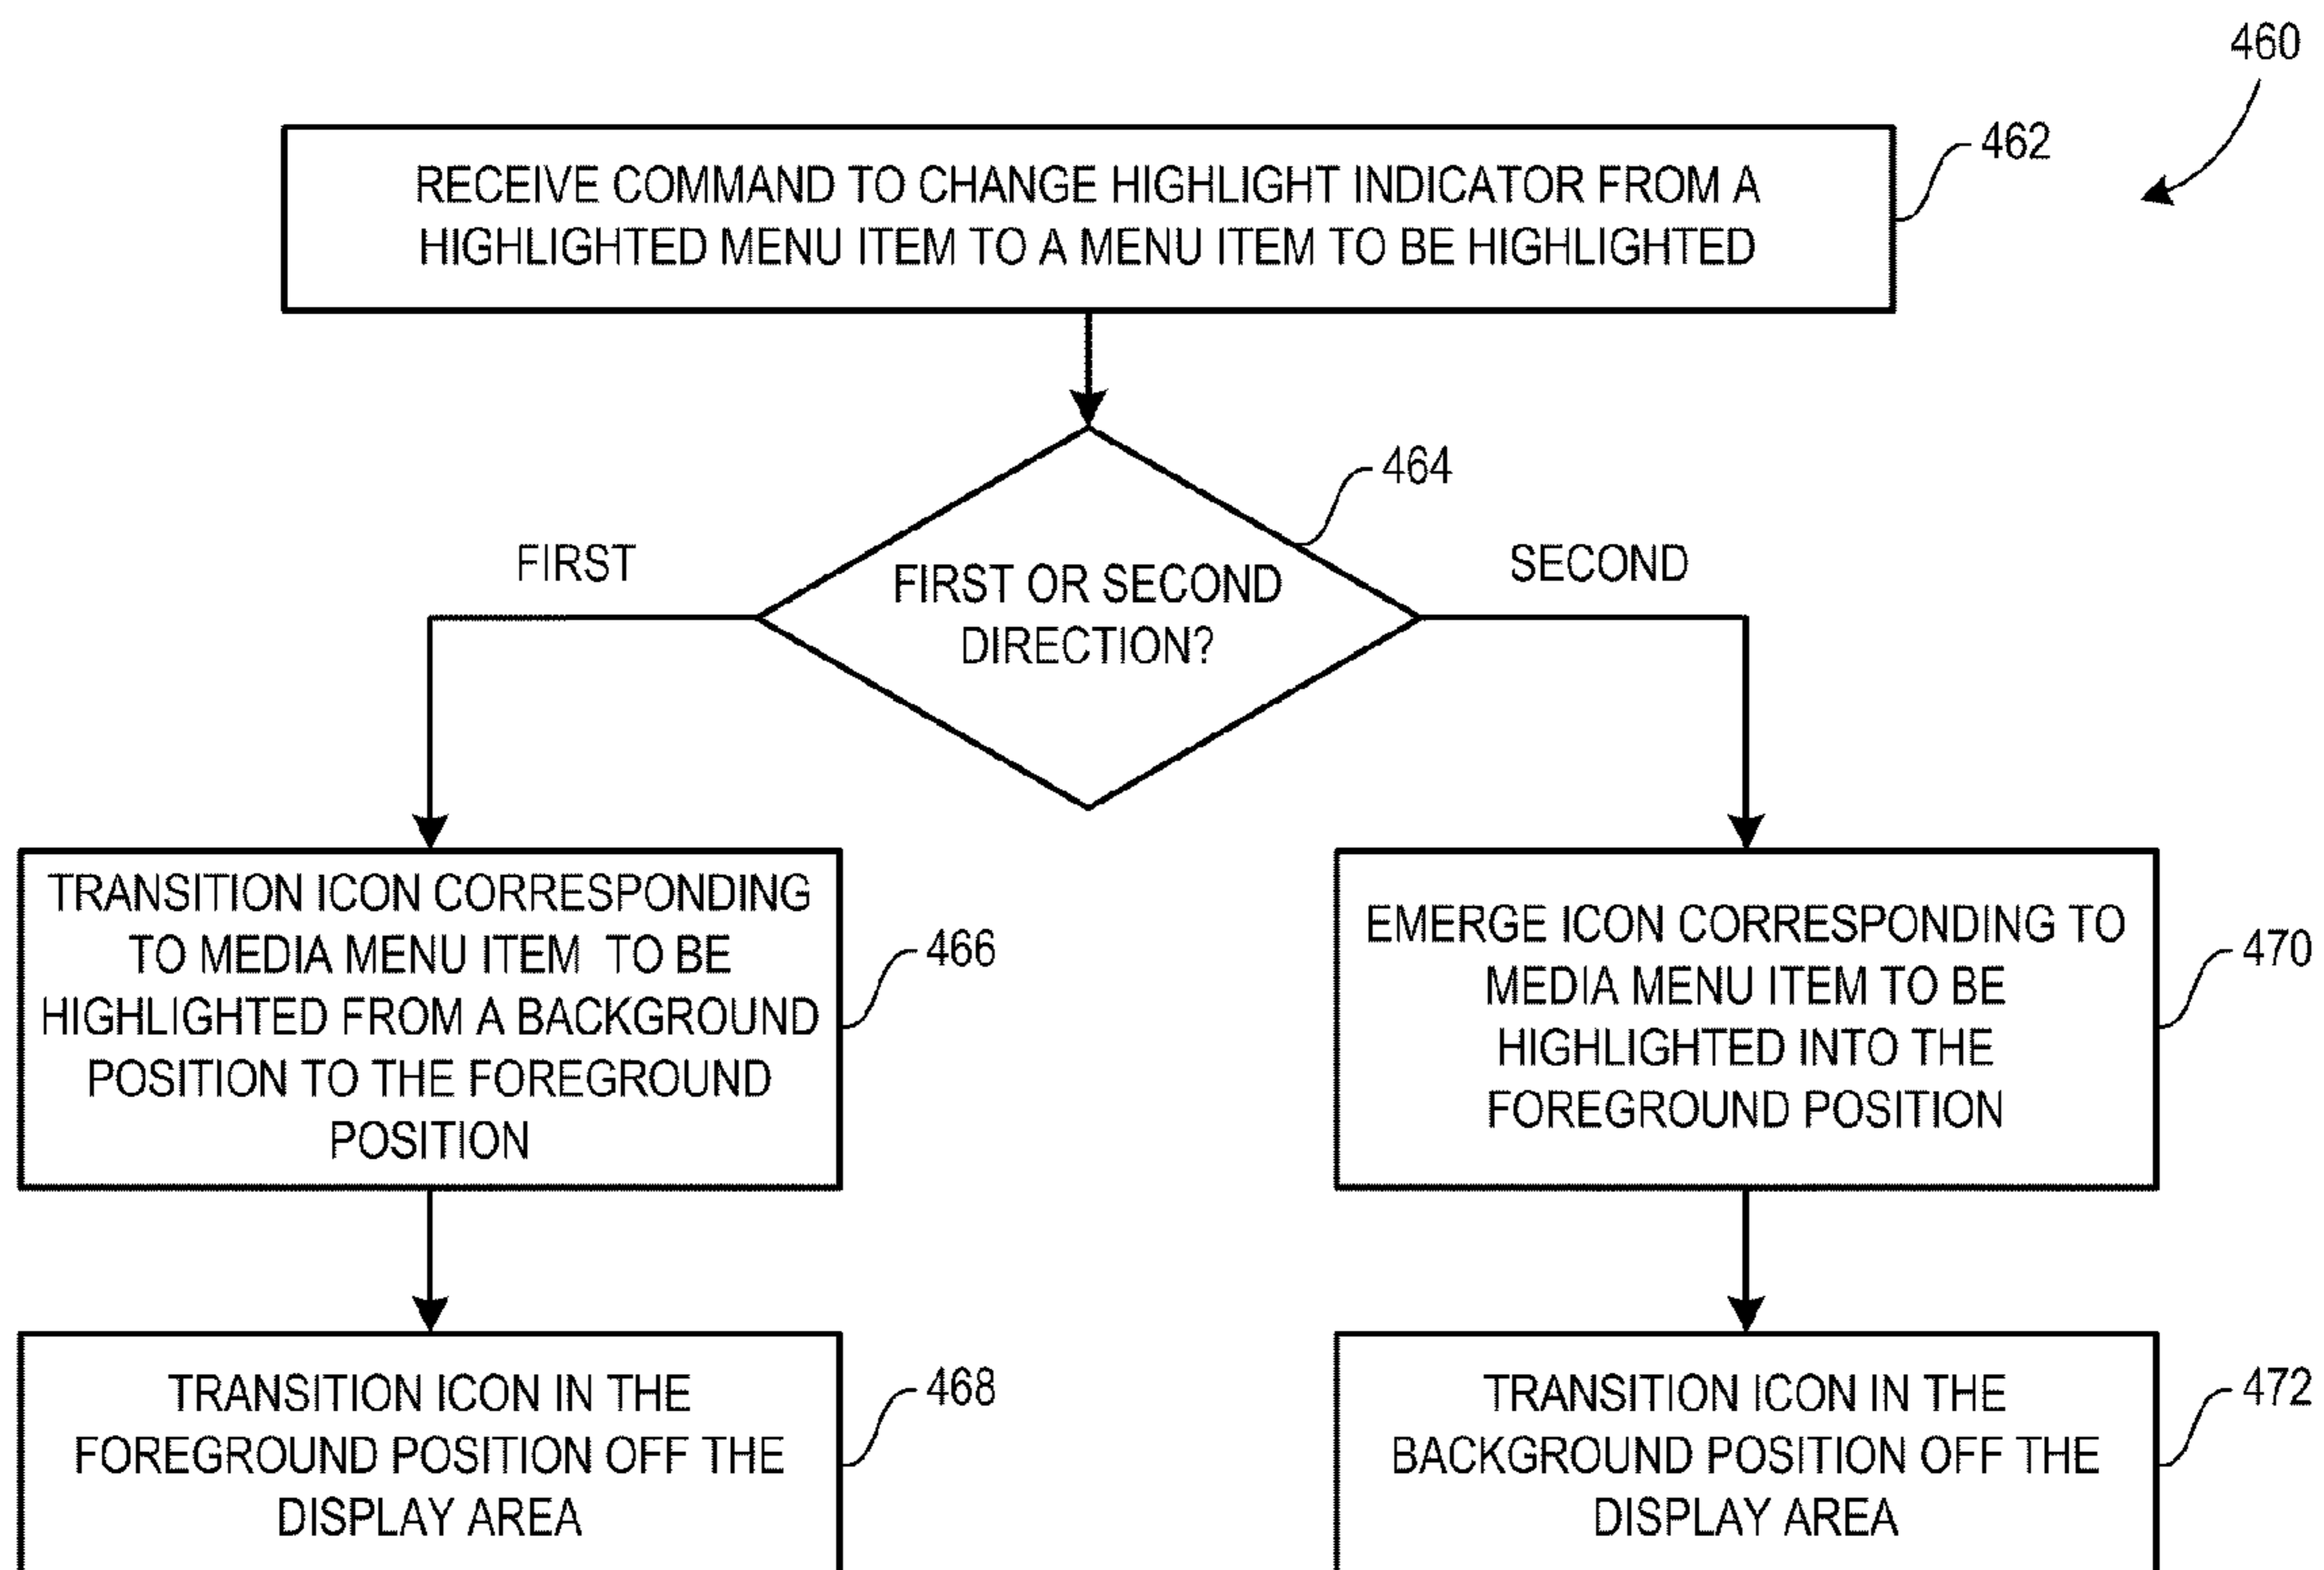 460
RECEIVE COMMAND TO CHANGE HIGHLIGHT INDICATOR FROM A
HIGHLIGHTED MENU ITEM TO A MENU ITEM TO BE HIGHLIGHTED
462
464
FIRST
FIRST OR SECOND
DIRECTION?
SECOND
TRANSITION ICON CORRESPONDING
TO MEDIA MENU ITEM TO BE
HIGHLIGHTED FROM A BACKGROUND
POSITION TO THE FOREGROUND
POSITION
466
EMERGE ICON CORRESPONDING TO
MEDIA MENU ITEM TO BE
HIGHLIGHTED INTO THE
FOREGROUND POSITION
470
TRANSITION ICON IN THE
FOREGROUND POSITION OFF THE
DISPLAY AREA
468
TRANSITION ICON IN THE
BACKGROUND POSITION OFF THE
DISPLAY AREA
472